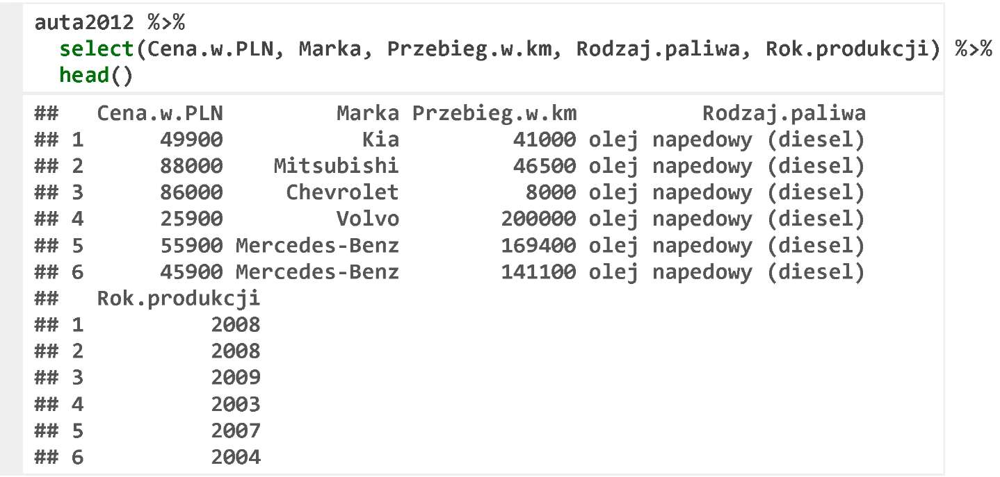 auta2012 %>%
  select(Cena.w.PLN, Marka, Przebieg.w.km, Rodzaj.paliwa, Rok.produkcji) %>%
  head()
##   Cena.w.PLN         Marka Przebieg.w.km          Rodzaj.paliwa
## 1      49900           Kia         41000 olej napedowy (diesel)
## 2      88000    Mitsubishi         46500 olej napedowy (diesel)
## 3      86000     Chevrolet          8000 olej napedowy (diesel)
## 4      25900         Volvo        200000 olej napedowy (diesel)
## 5      55900 Mercedes-Benz        169400 olej napedowy (diesel)
## 6      45900 Mercedes-Benz        141100 olej napedowy (diesel)
##   Rok.produkcji
## 1          2008
## 2          2008
## 3          2009
## 4          2003
## 5          2007
## 6          2004